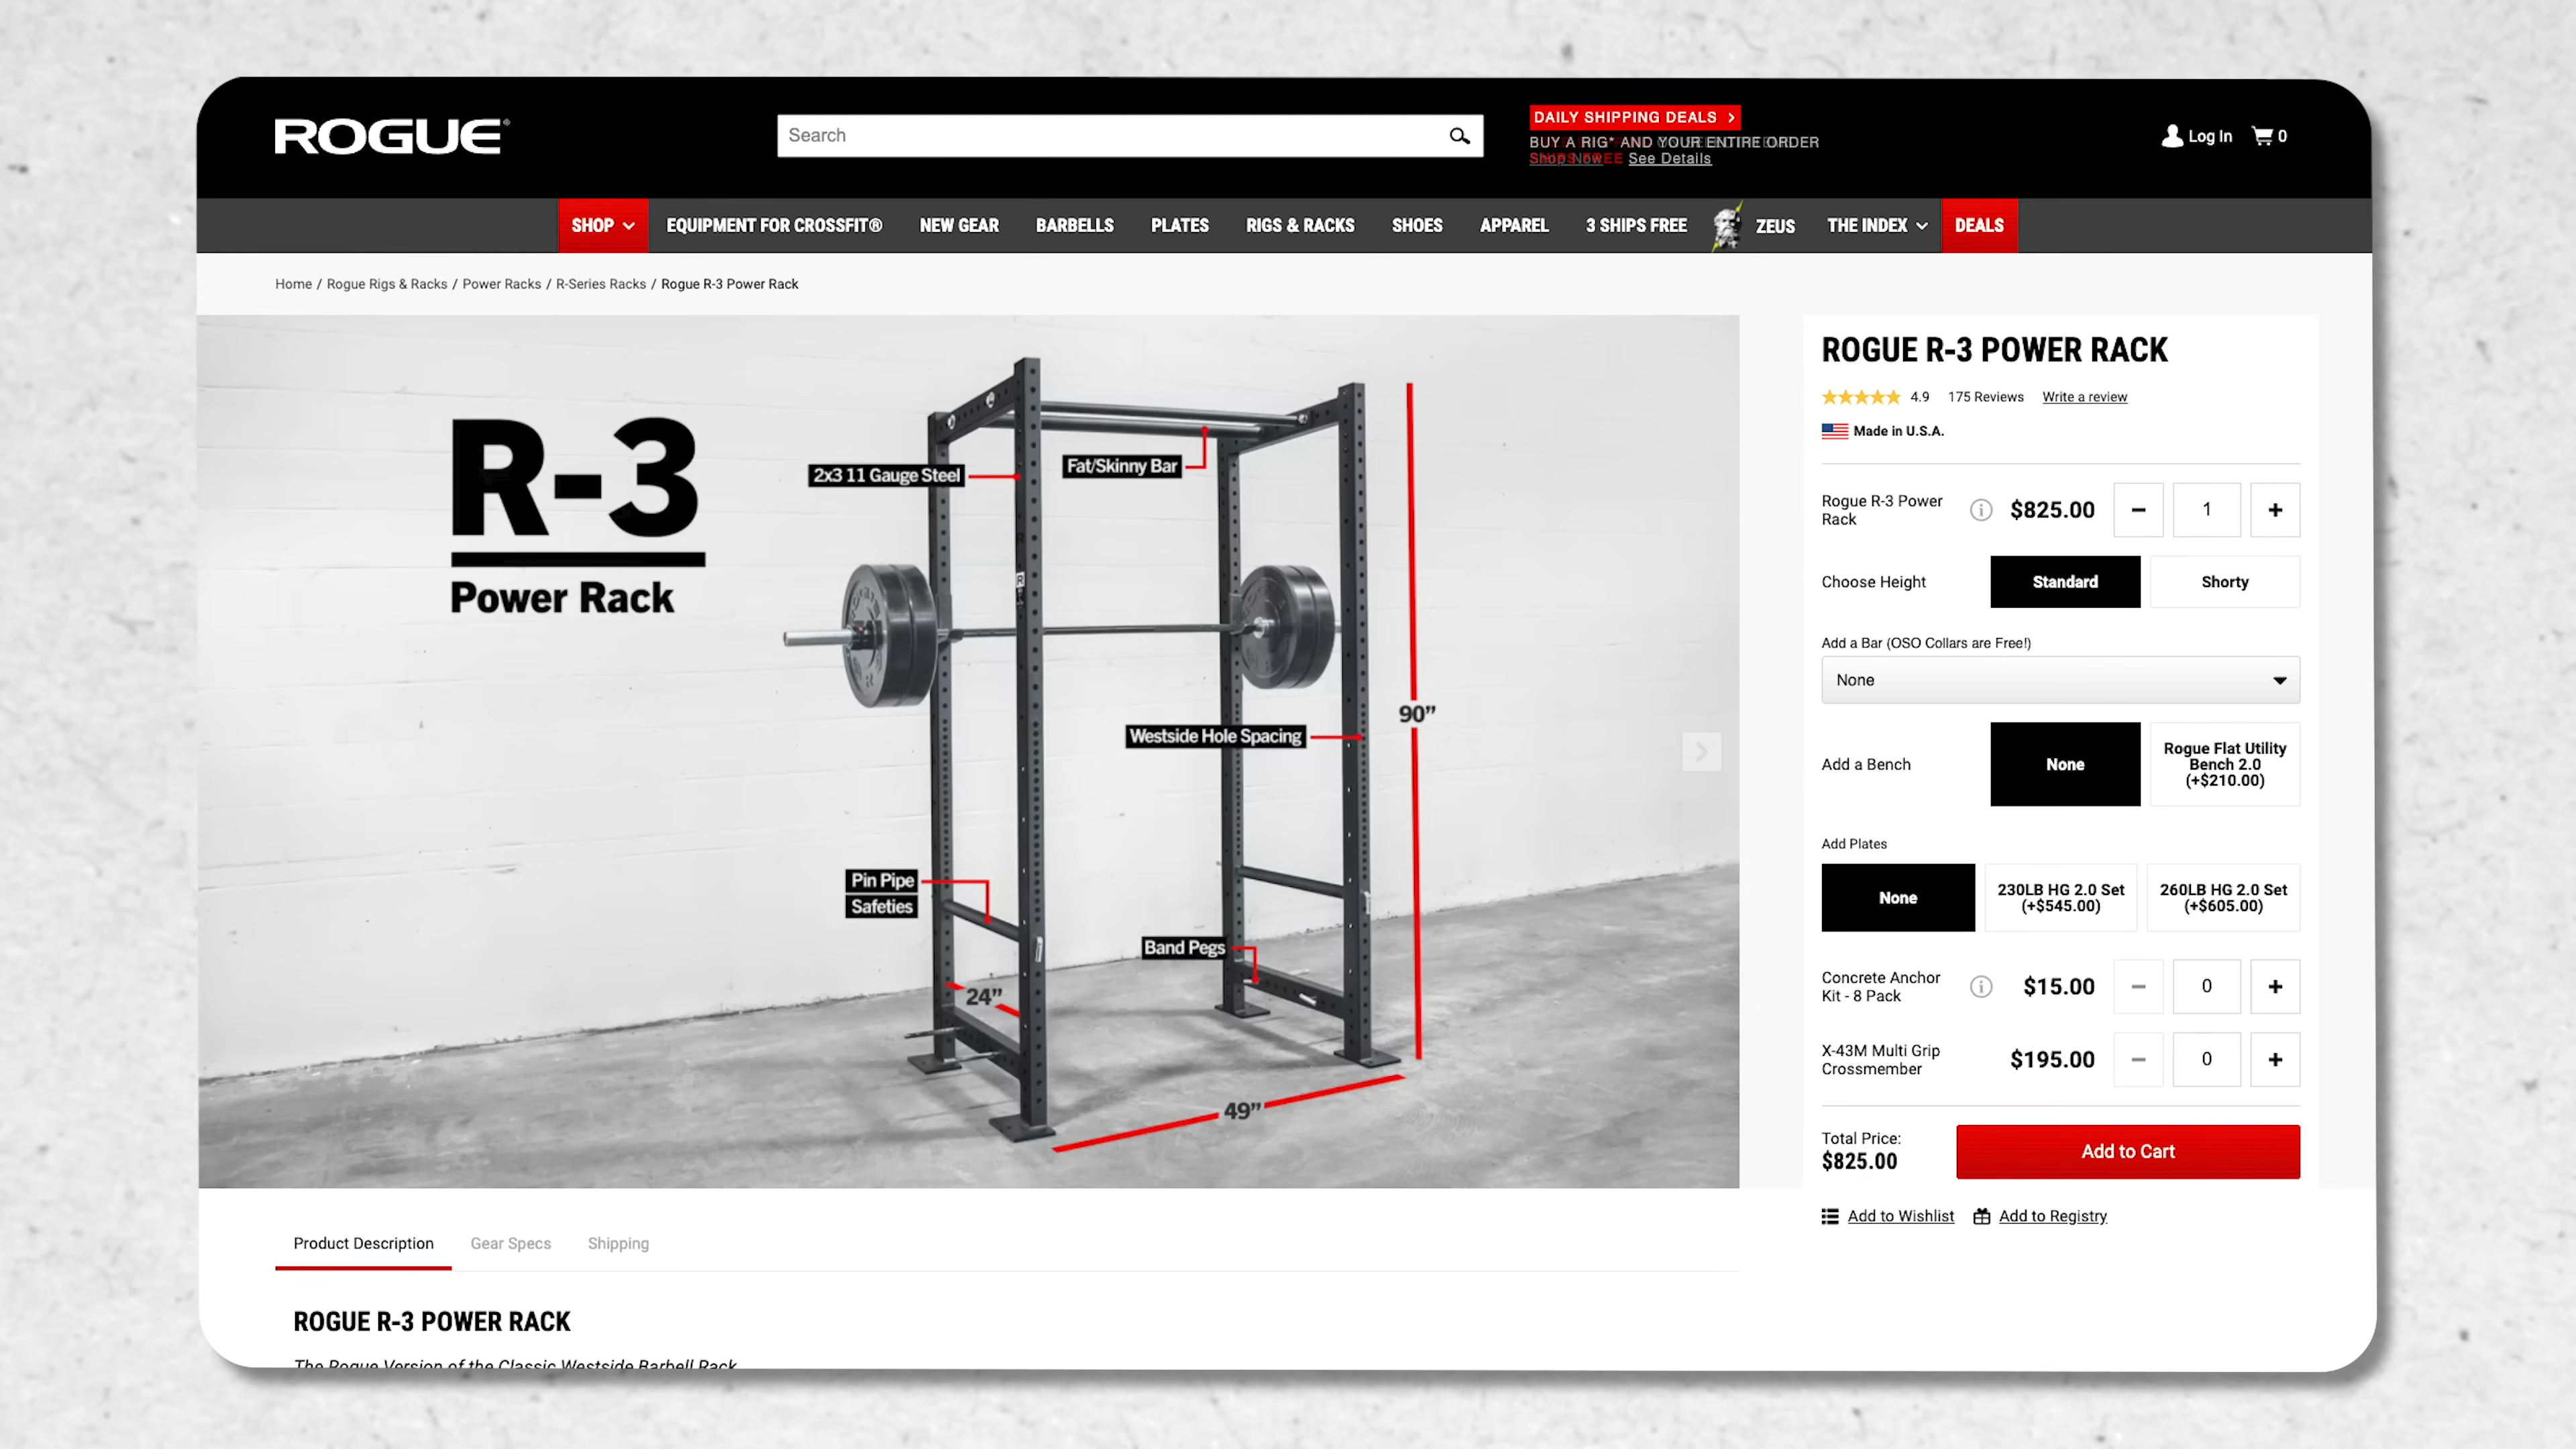 ROGUE®
Search
DAILY SHIPPING DEALS >
BUY A RIG* AND YOUR ENTIRE ORDER
Shop Now See Details
Log In 0
SHOP EQUIPMENT FOR CROSSFIT® NEW GEAR BARBELLS PLATES RIGS & RACKS SHOES APPAREL 3 SHIPS FREE ZEUS THE INDEX DEALS
Home / Rogue Rigs & Racks / Power Racks / R-Series Racks / Rogue R-3 Power Rack
R-3
Power Rack
2x3 11 Gauge Steel
Fat/Skinny Bar
90”
Westside Hole Spacing
Pin Pipe
Safeties
Band Pegs
24”
49”
ROGUE R-3 POWER RACK
4.9 175 Reviews Write a review
Made in U.S.A.
Rogue R-3 Power
Rack
$825.00 − 1 +
Choose Height Standard Shorty
Add a Bar (OSO Collars are Free!)
None
Add a Bench None
Rogue Flat Utility
Bench 2.0
(+$210.00)
Add Plates
None
230LB HG 2.0 Set
(+$545.00)
260LB HG 2.0 Set
(+$605.00)
Concrete Anchor
Kit - 8 Pack
$15.00 − 0 +
X-43M Multi Grip
Crossmember
$195.00 − 0 +
Total Price:
$825.00
Add to Cart
Add to Wishlist Add to Registry
Product Description Gear Specs Shipping
ROGUE R-3 POWER RACK
The Rogue Version of the Classic Westside Barbell Rack